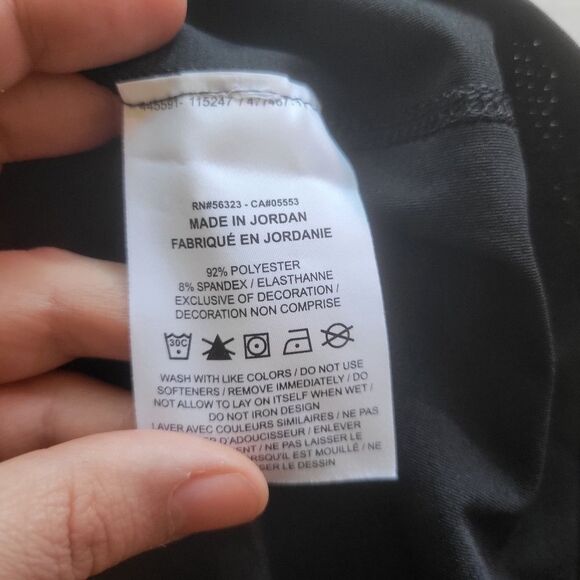 RN#56323 - CA#05553
MADE IN JORDAN
FABRIQUÉ EN JORDANIE
92% POLYESTER
8% SPANDEX / ELASTHANNE
EXCLUSIVE OF DECORATION /
DECORATION NON COMPRISE
30C
WASH WITH LIKE COLORS / DO NOT USE
SOFTENERS / REMOVE IMMEDIATELY / DO
NOT ALLOW TO LAY ON ITSELF WHEN WET /
DO NOT IRON DESIGN
LAVER AVEC COULEURS SIMILAIRES / NE PAS
D'ADOUCISSEUR / ENLEVER
/ NE PAS LAISSER LE
LORSQU'IL EST MOUILLÉ / NE PAS
LE DESSIN